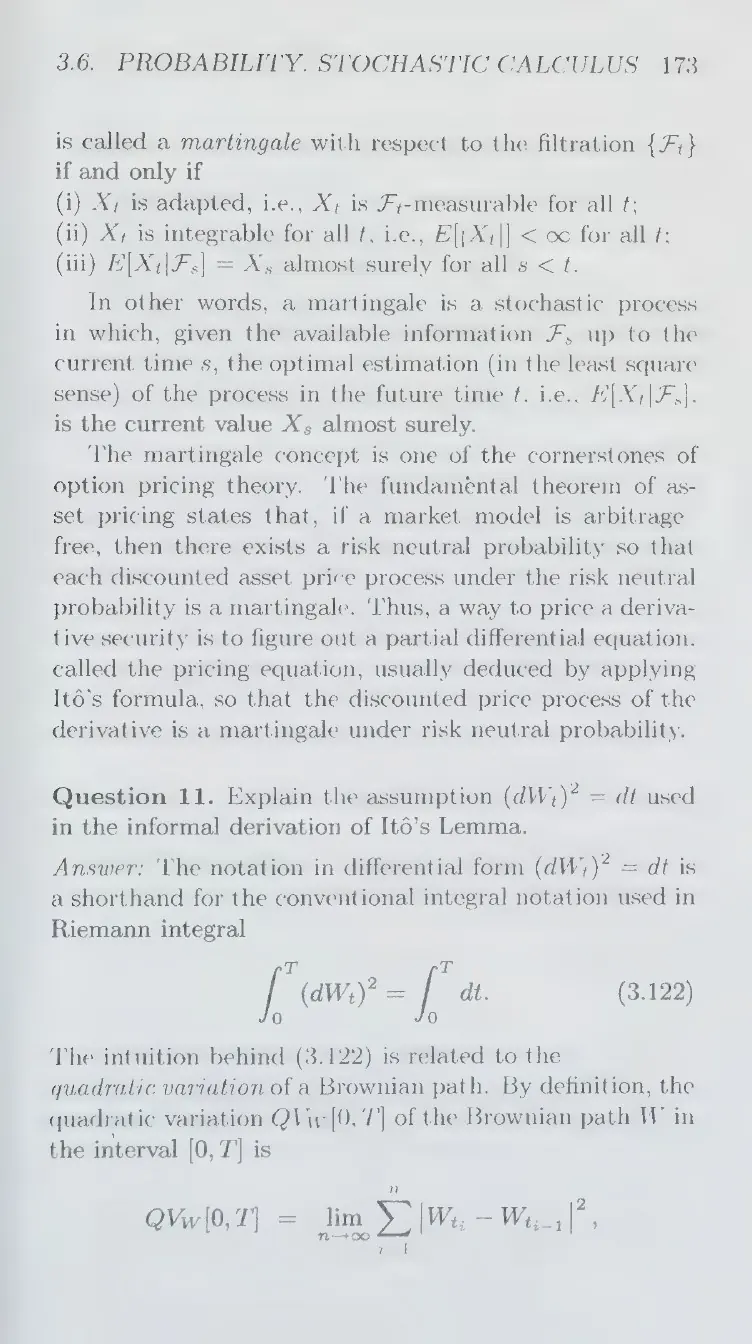 3.6. PROBABILITY. STOCHASTIC CALCULUS 173
is called a martingale with respect to the filtration {ℱₜ}
if and only if
(i) Xₜ is adapted, i.e., Xₜ is ℱₜ-measurable for all t;
(ii) Xₜ is integrable for all t, i.e., E[|Xₜ|] < ∞ for all t;
(iii) E[Xₜ|ℱₛ] = Xₛ almost surely for all s < t.
In other words, a martingale is a stochastic process
in which, given the available information ℱₛ up to the
current time s, the optimal estimation (in the least square
sense) of the process in the future time t, i.e., E[Xₜ|ℱₛ],
is the current value Xₛ almost surely.
The martingale concept is one of the cornerstones of
option pricing theory. The fundamental theorem of as-
set pricing states that, if a market model is arbitrage
free, then there exists a risk neutral probability so that
each discounted asset price process under the risk neutral
probability is a martingale. Thus, a way to price a deriva-
tive security is to figure out a partial differential equation,
called the pricing equation, usually deduced by applying
Itô's formula, so that the discounted price process of the
derivative is a martingale under risk neutral probability.
Question 11. Explain the assumption (dWₜ)² = dt used
in the informal derivation of Itô's Lemma.
Answer: The notation in differential form (dWₜ)² = dt is
a shorthand for the conventional integral notation used in
Riemann integral
∫₀ᵀ (dWₜ)² = ∫₀ᵀ dt. (3.122)
The intuition behind (3.122) is related to the
quadratic variation of a Brownian path. By definition, the
quadratic variation QV_W[0, T] of the Brownian path W in
the interval [0, T] is
QV_W[0, T] = lim_{n→∞} ∑_{i=1}^{n} |W_{t_i} − W_{t_{i−1}}|²,